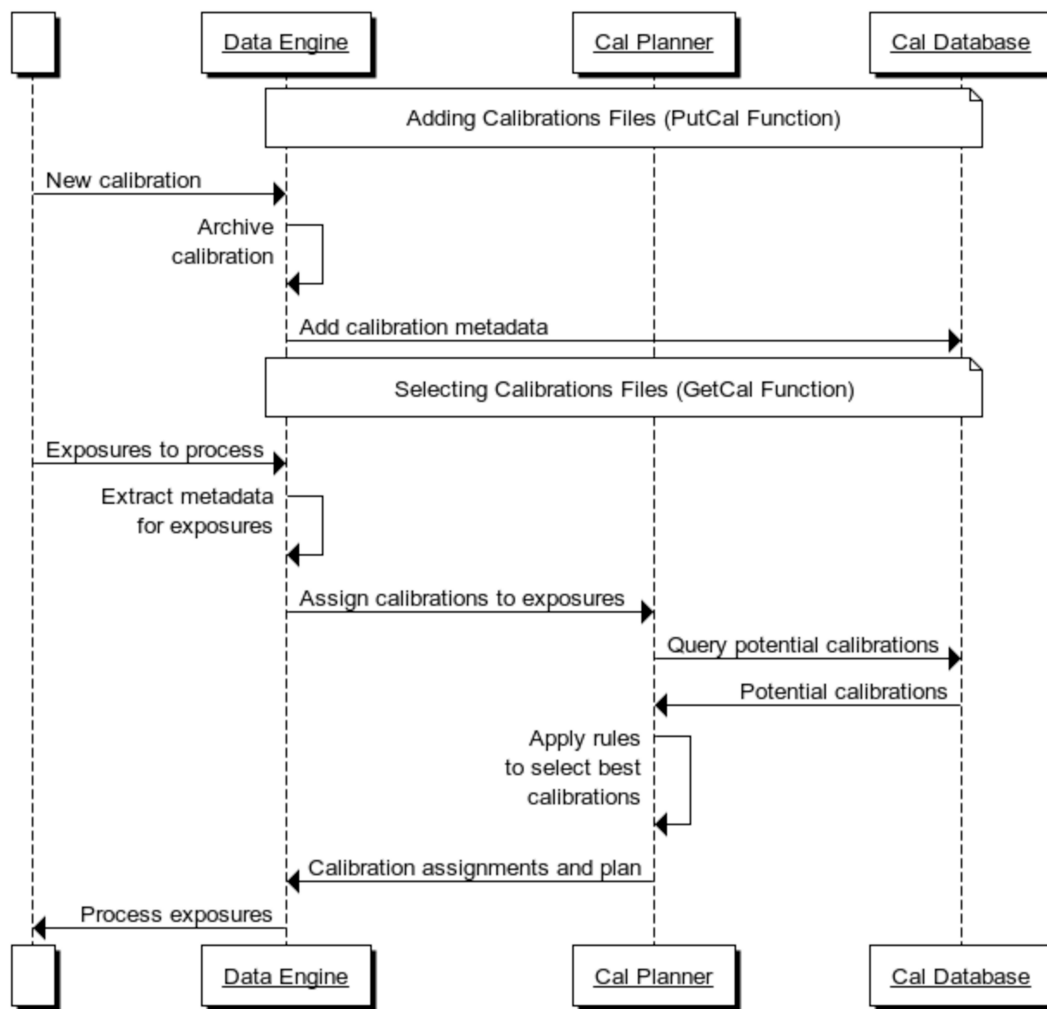 Data Engine
Cal Planner
Cal Database
Adding Calibrations Files (PutCal Function)
New calibration
Archive
calibration
Add calibration metadata
Selecting Calibrations Files (GetCal Function)
Exposures to process
Extract metadata
for exposures
Assign calibrations to exposures
Query potential calibrations
Potential calibrations
Apply rules
to select best
calibrations
Calibration assignments and plan
Process exposures
Data Engine
Cal Planner
Cal Database